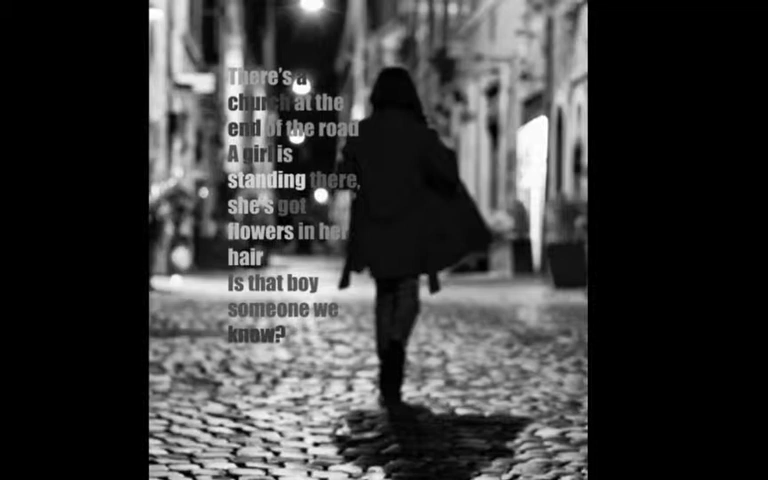 There's a
church at the
end of the road
A girl is
standing there,
she's got
flowers in her
hair
Is that boy
someone we
know?